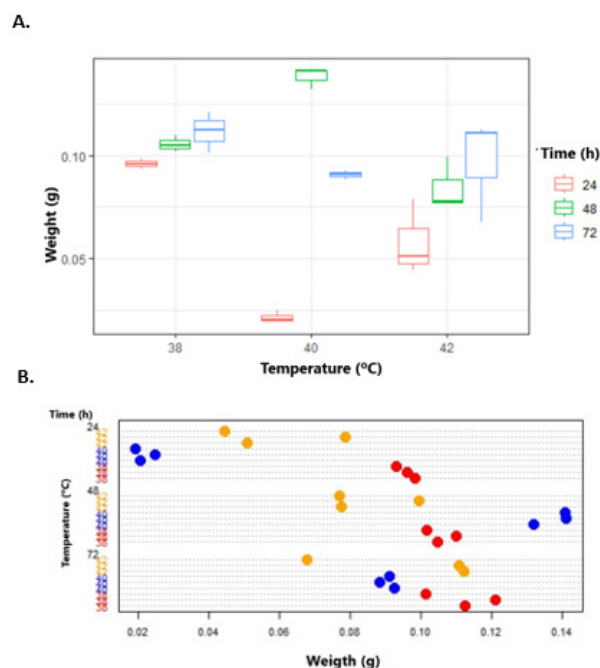 A.
Weight (g)
0.10
0.05
38
40
42
Temperature (ºC)
Time (h)
24
48
72
B.
Time (h)
24
48
72
Temperature (ºC)
0.02
0.04
0.06
0.08
0.10
0.12
0.14
Weigth (g)